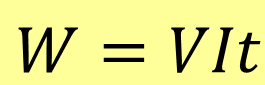 W = VIt